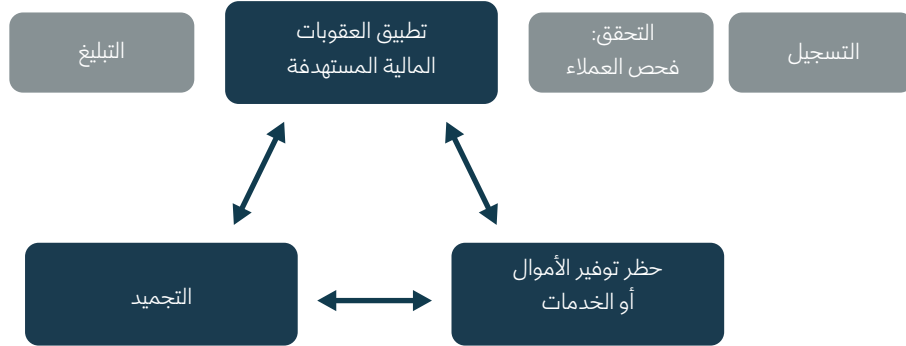 التسجيل
التحقق:
فحص العملاء
تطبيق العقوبات
المالية المستهدفة
التبليغ
حظر توفير الأموال
أو الخدمات
التجميد